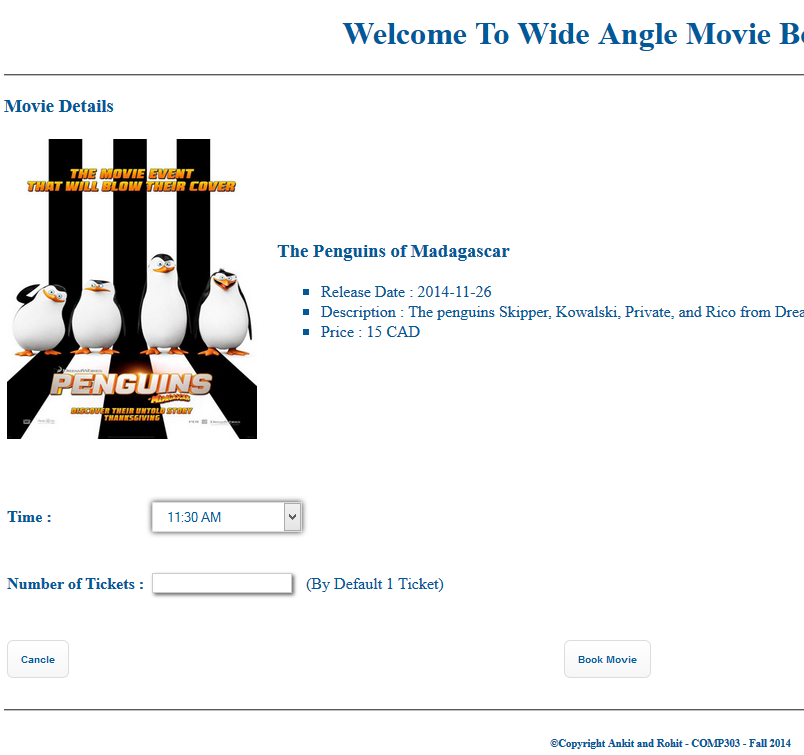 Welcome To Wide Angle Movie Bo
Movie Details
THE MOVIE EVENT
THAT WILL BLOW THEIR COVER
DreamWorks
PENGUINS
OF MADAGASCAR
DISCOVER THEIR UNTOLD STORY
THANKSGIVING
The Penguins of Madagascar
Release Date : 2014-11-26
Description : The penguins Skipper, Kowalski, Private, and Rico from Drea
Price : 15 CAD
Time :
11:30 AM
Number of Tickets :
(By Default 1 Ticket)
Cancle
Book Movie
©Copyright Ankit and Rohit - COMP303 - Fall 2014